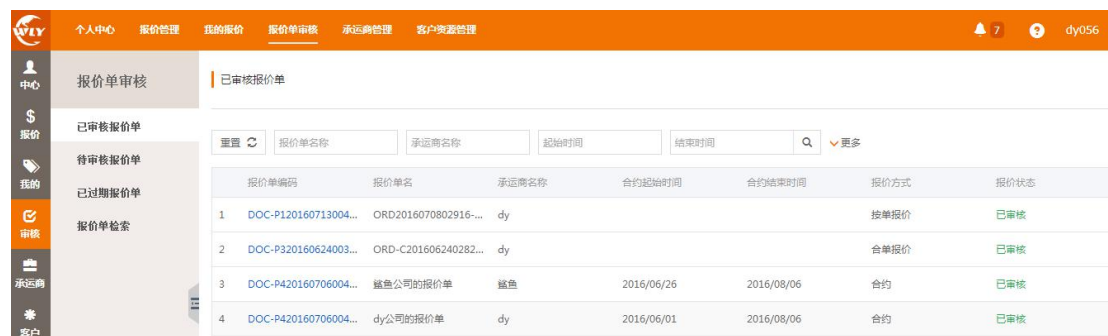 WLY 个人中心 报价管理 我的报价 报价单审核 承运商管理 客户资源管理 7 ? dy056
中心
$
报价
我的
审核
承运商
客户
报价单审核
已审核报价单
待审核报价单
已过期报价单
报价单检索
已审核报价单
重置 报价单名称 承运商名称 起始时间 结束时间 更多
报价单编码 报价单名 承运商名称 合约起始时间 合约结束时间 报价方式 报价状态
1 DOC-P120160713004... ORD2016070802916-... dy 按单报价 已审核
2 DOC-P320160624003... ORD-C201606240282... dy 合单报价 已审核
3 DOC-P420160706004... 鲨鱼公司的报价单 鲨鱼 2016/06/26 2016/08/06 合约 已审核
4 DOC-P420160706004... dy公司的报价单 dy 2016/06/01 2016/08/06 合约 已审核